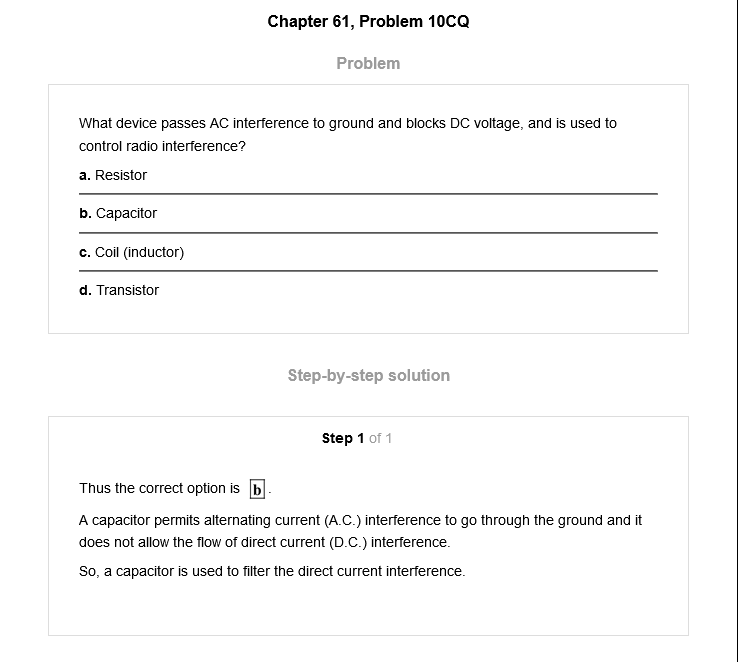 Chapter 61, Problem 10CQ
Problem
What device passes AC interference to ground and blocks DC voltage, and is used to
control radio interference?
a. Resistor
b. Capacitor
c. Coil (inductor)
d. Transistor
Step-by-step solution
Step 1 of 1
Thus the correct option is b.
A capacitor permits alternating current (A.C.) interference to go through the ground and it
does not allow the flow of direct current (D.C.) interference.
So, a capacitor is used to filter the direct current interference.